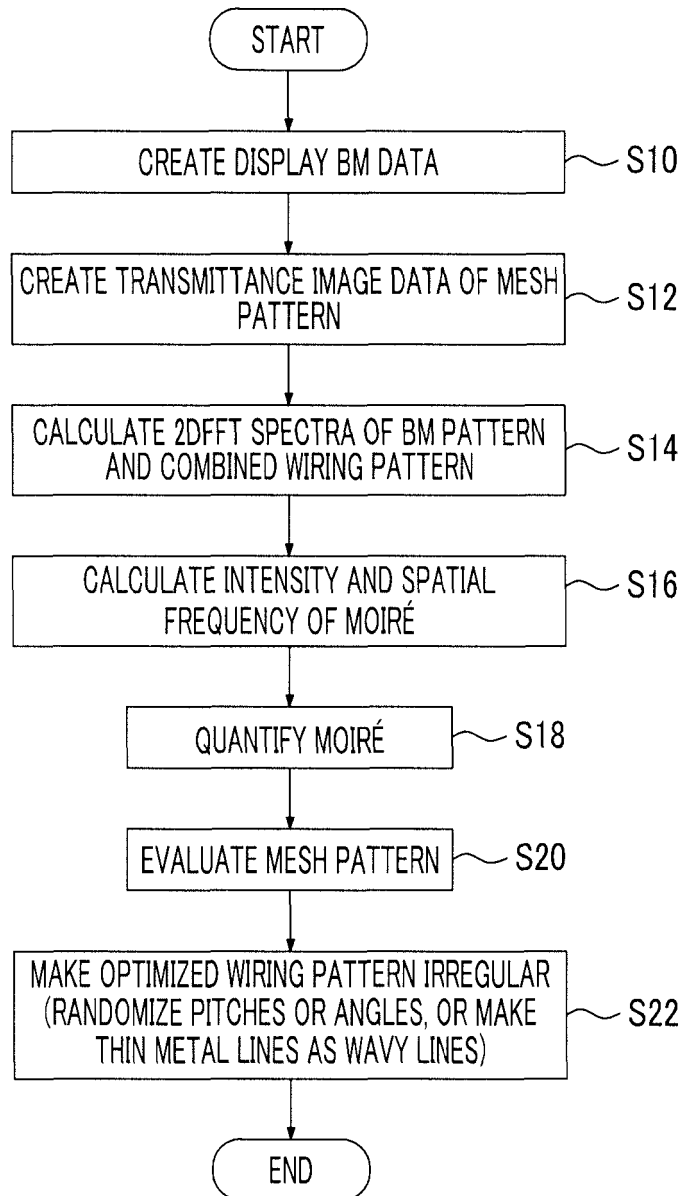 START
CREATE DISPLAY BM DATA
S10
CREATE TRANSMITTANCE IMAGE DATA OF MESH
PATTERN
S12
CALCULATE 2DFFT SPECTRA OF BM PATTERN
AND COMBINED WIRING PATTERN
S14
CALCULATE INTENSITY AND SPATIAL
FREQUENCY OF MOIRÉ
S16
QUANTIFY MOIRÉ
S18
EVALUATE MESH PATTERN
S20
MAKE OPTIMIZED WIRING PATTERN IRREGULAR
(RANDOMIZE PITCHES OR ANGLES, OR MAKE
THIN METAL LINES AS WAVY LINES)
S22
END